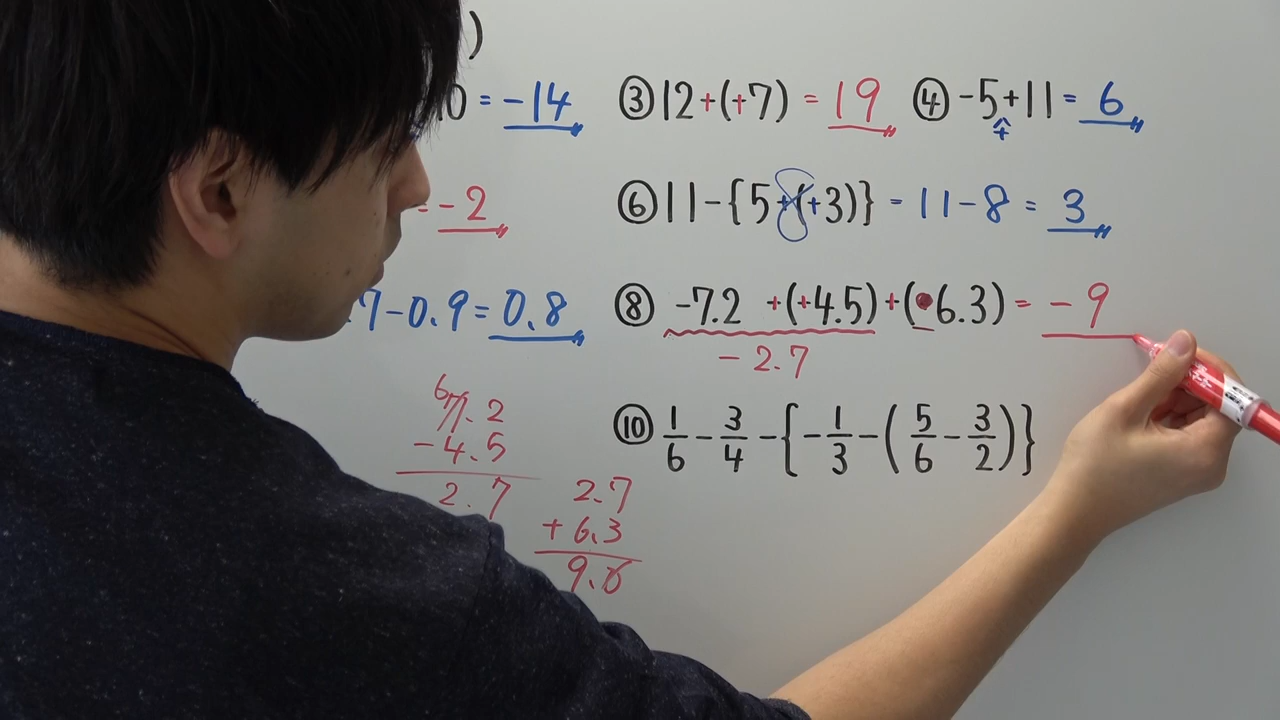 )
0 = -14 ③ 12+(+7) = 19 ④ -5+11 = 6
+
= -2 ⑥ 11-{5+(+3)} = 11-8 = 3
7-0.9 = 0.8 ⑧ -7.2 +(+4.5)+(-6.3) = -9
-2.7
6
7.2
-4.5
2.7
2.7
+6.3
9.0
⑩ 1/6 - 3/4 - {-1/3 - (5/6 - 3/2)}